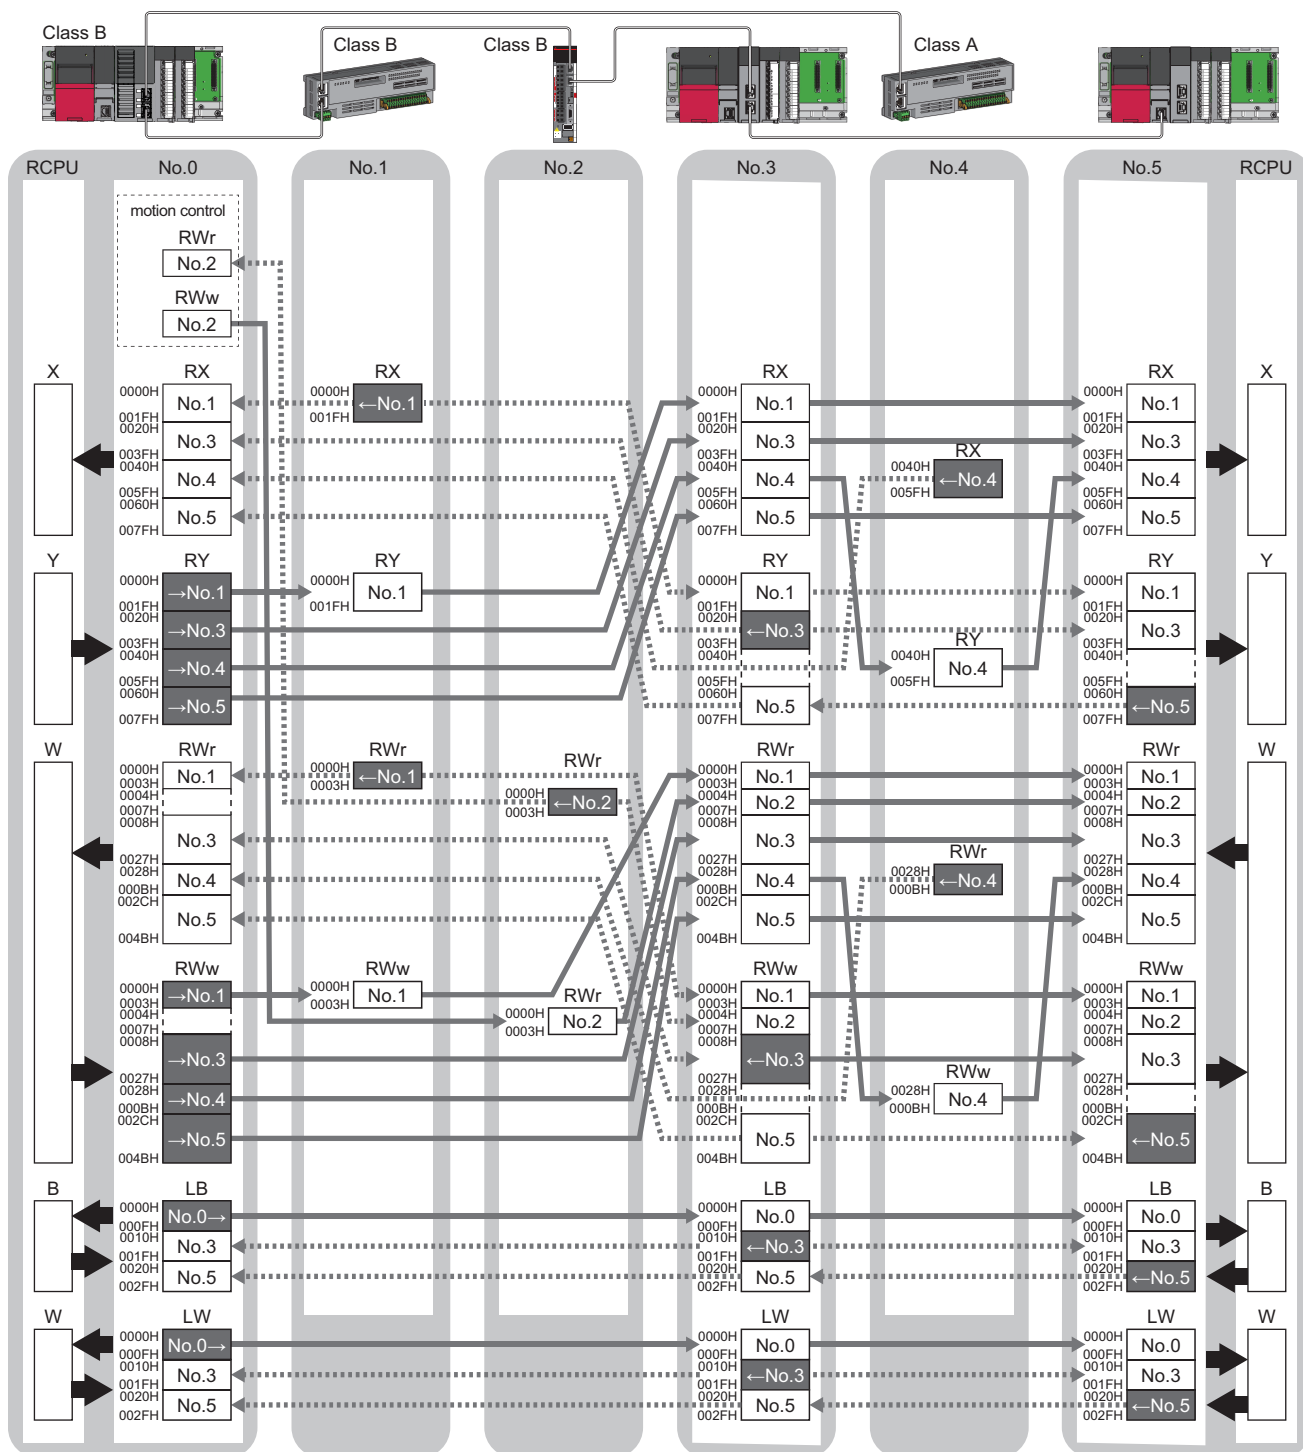 Class B
Class B
Class B
Class A
RCPU No.0 No.1 No.2 No.3 No.4 No.5 RCPU
motion control
RWr
No.2
RWw
No.2
X
RX
0000H
No.1
001FH
0020H
No.3
003FH
0040H
No.4
005FH
0060H
No.5
007FH
RX
0000H
←No.1
001FH
RX
0000H
No.1
001FH
0020H
No.3
003FH
0040H
No.4
005FH
0060H
No.5
007FH
RX
0040H
←No.4
005FH
RX
0000H
No.1
001FH
0020H
No.3
003FH
0040H
No.4
005FH
0060H
No.5
007FH
X
Y
RY
0000H
→No.1
001FH
0020H
→No.3
003FH
0040H
→No.4
005FH
0060H
→No.5
007FH
RY
0000H
No.1
001FH
RY
0000H
No.1
001FH
0020H
←No.3
003FH
0040H
005FH
0060H
No.5
007FH
RY
0040H
No.4
005FH
RY
0000H
No.1
001FH
0020H
No.3
003FH
0040H
005FH
0060H
←No.5
007FH
Y
W
RWr
0000H
No.1
0003H
0004H
0007H
0008H
No.3
0027H
0028H
No.4
000BH
002CH
No.5
004BH
RWr
0000H
←No.1
0003H
RWr
0000H
←No.2
0003H
RWr
0000H
No.1
0003H
0004H
No.2
0007H
0008H
No.3
0027H
0028H
No.4
000BH
002CH
No.5
004BH
RWr
0028H
←No.4
000BH
RWr
0000H
No.1
0003H
0004H
No.2
0007H
0008H
No.3
0027H
0028H
No.4
000BH
002CH
No.5
004BH
W
RWw
0000H
→No.1
0003H
0004H
0007H
0008H
→No.3
0027H
0028H
→No.4
000BH
002CH
→No.5
004BH
RWw
0000H
No.1
0003H
RWr
0000H
No.2
0003H
RWw
0000H
No.1
0003H
0004H
No.2
0007H
0008H
←No.3
0027H
0028H
000BH
002CH
No.5
004BH
RWw
0028H
No.4
000BH
RWw
0000H
No.1
0003H
0004H
No.2
0007H
0008H
No.3
0027H
0028H
000BH
002CH
←No.5
004BH
B
LB
0000H
No.0→
000FH
0010H
No.3
001FH
0020H
No.5
002FH
LB
0000H
No.0
000FH
0010H
←No.3
001FH
0020H
No.5
002FH
LB
0000H
No.0
000FH
0010H
No.3
001FH
0020H
←No.5
002FH
B
W
LW
0000H
No.0→
000FH
0010H
No.3
001FH
0020H
No.5
002FH
LW
0000H
No.0
000FH
0010H
←No.3
001FH
0020H
No.5
002FH
LW
0000H
No.0
000FH
0010H
No.3
001FH
0020H
←No.5
002FH
W